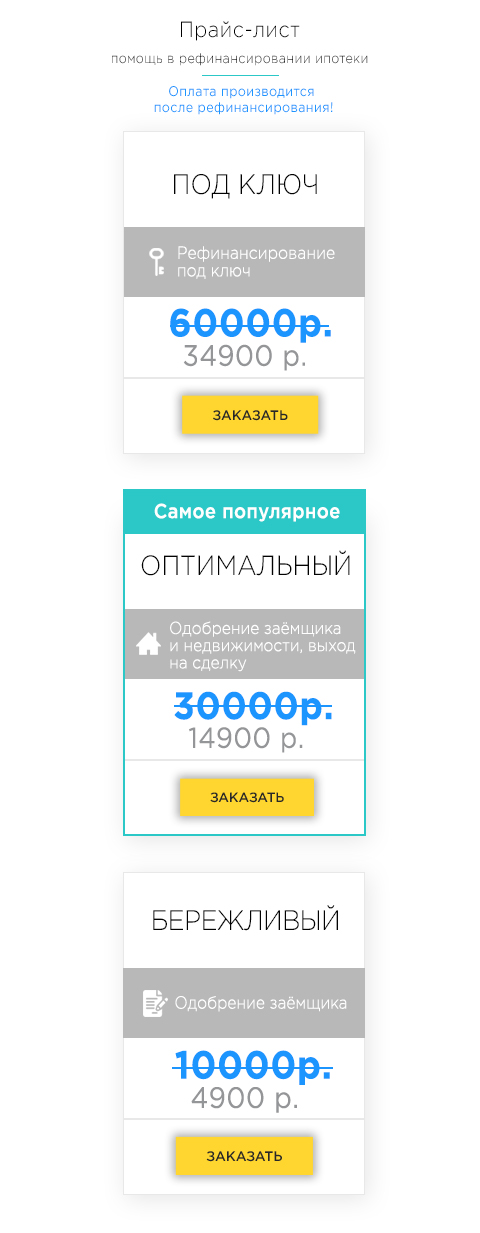 Прайс-лист
помощь в рефинансировании ипотеки
Оплата производится
после рефинансирования!
ПОД КЛЮЧ
Рефинансирование
под ключ
60000р.
34900 р.
ЗАКАЗАТЬ
Самое популярное
ОПТИМАЛЬНЫЙ
Одобрение заёмщика
и недвижимости, выход
на сделку
30000р.
14900 р.
ЗАКАЗАТЬ
БЕРЕЖЛИВЫЙ
Одобрение заёмщика
10000р.
4900 р.
ЗАКАЗАТЬ